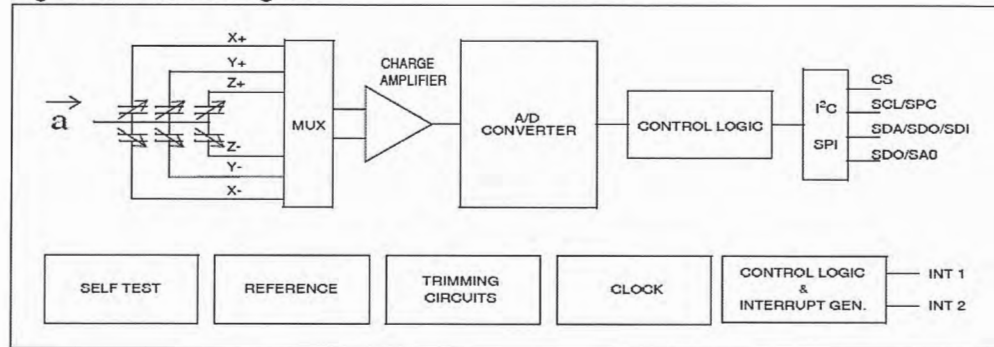 X+
Y+
Z+
a
Z-
Y-
X-
MUX
CHARGE
AMPLIFIER
A/D
CONVERTER
CONTROL LOGIC
I²C
SPI
CS
SCL/SPC
SDA/SDO/SDI
SDO/SA0
SELF TEST
REFERENCE
TRIMMING
CIRCUITS
CLOCK
CONTROL LOGIC
&
INTERRUPT GEN.
INT 1
INT 2